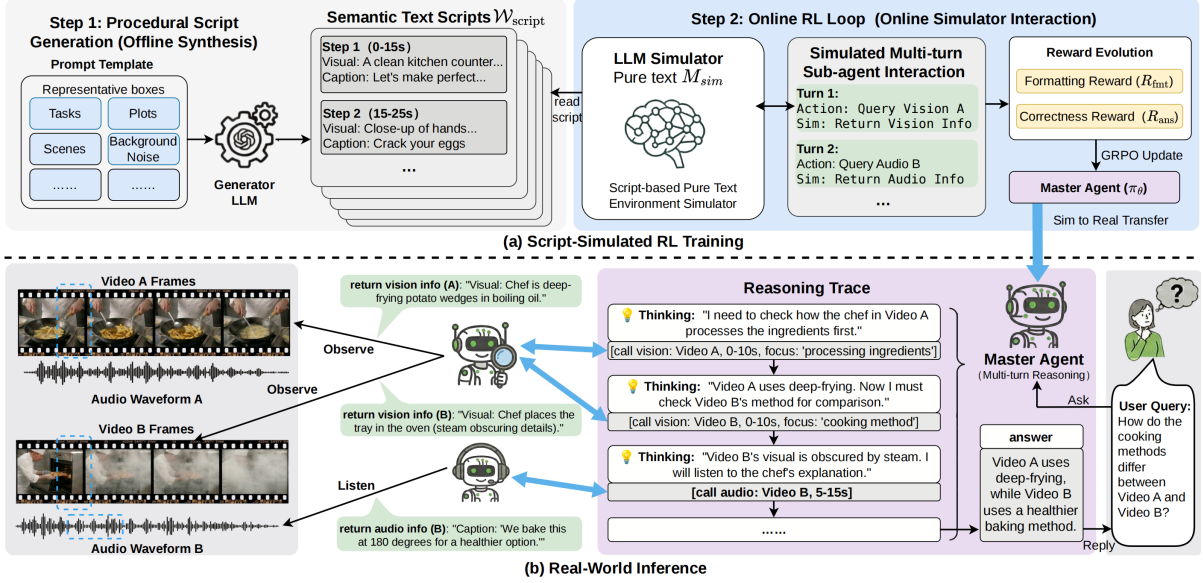 Step 1: Procedural Script
Generation (Offline Synthesis)
Prompt Template
Representative boxes
Tasks
Plots
Scenes
Background
Noise
......
......
Generator
LLM
Semantic Text Scripts 𝒲script
Step 1 (0-15s)
Visual: A clean kitchen counter...
Caption: Let's make perfect...
Step 2 (15-25s)
Visual: Close-up of hands...
Caption: Crack your eggs
...
read
script
Step 2: Online RL Loop (Online Simulator Interaction)
LLM Simulator
Pure text Msim
Script-based Pure Text
Environment Simulator
Simulated Multi-turn
Sub-agent Interaction
Turn 1:
Action: Query Vision A
Sim: Return Vision Info
Turn 2:
Action: Query Audio B
Sim: Return Audio Info
...
Reward Evolution
Formatting Reward (Rfmt)
Correctness Reward (Rans)
GRPO Update
Master Agent (πθ)
Sim to Real Transfer
(a) Script-Simulated RL Training
Video A Frames
Audio Waveform A
Video B Frames
Audio Waveform B
Observe
Observe
Listen
return vision info (A): "Visual: Chef is deep-
frying potato wedges in boiling oil."
return vision info (B): "Visual: Chef places the
tray in the oven (steam obscuring details)."
return audio info (B): "Caption: 'We bake this
at 180 degrees for a healthier option.'"
Reasoning Trace
Thinking: "I need to check how the chef in Video A
processes the ingredients first."
[call vision: Video A, 0-10s, focus: 'processing ingredients']
Thinking: "Video A uses deep-frying. Now I must
check Video B's method for comparison."
[call vision: Video B, 0-10s, focus: 'cooking method']
Thinking: "Video B's visual is obscured by steam. I
will listen to the chef's explanation."
[call audio: Video B, 5-15s]
......
Master Agent
(Multi-turn Reasoning)
Ask
answer
Video A uses
deep-frying,
while Video B
uses a healthier
baking method.
Reply
?
User Query:
How do the
cooking
methods
differ
between
Video A and
Video B?
(b) Real-World Inference